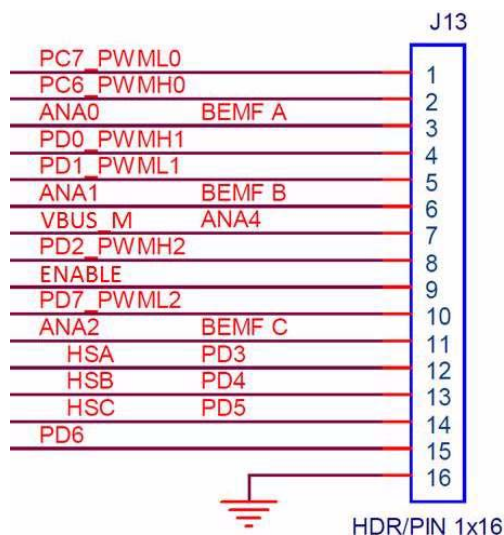 J13
PC7_PWML0 1
PC6_PWMH0 2
ANA0 BEMF A 3
PD0_PWMH1 4
PD1_PWML1 5
ANA1 BEMF B 6
VBUS_M ANA4 7
PD2_PWMH2 8
ENABLE 9
PD7_PWML2 10
ANA2 BEMF C 11
HSA PD3 12
HSB PD4 13
HSC PD5 14
PD6 15
16
HDR/PIN 1x16